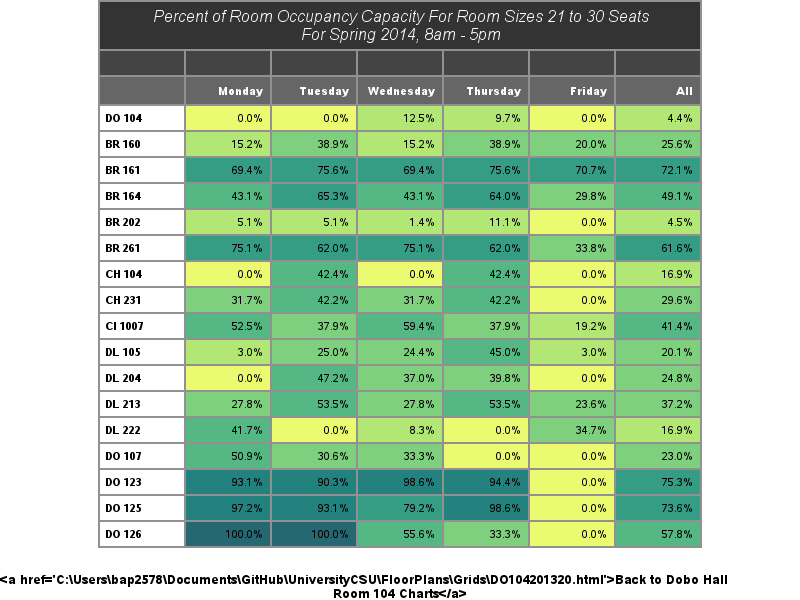 Percent of Room Occupancy Capacity For Room Sizes 21 to 30 Seats
For Spring 2014, 8am - 5pm
Monday Tuesday Wednesday Thursday Friday All
DO 104 0.0% 0.0% 12.5% 9.7% 0.0% 4.4%
BR 160 15.2% 38.9% 15.2% 38.9% 20.0% 25.6%
BR 161 69.4% 75.6% 69.4% 75.6% 70.7% 72.1%
BR 164 43.1% 65.3% 43.1% 64.0% 29.8% 49.1%
BR 202 5.1% 5.1% 1.4% 11.1% 0.0% 4.5%
BR 261 75.1% 62.0% 75.1% 62.0% 33.8% 61.6%
CH 104 0.0% 42.4% 0.0% 42.4% 0.0% 16.9%
CH 231 31.7% 42.2% 31.7% 42.2% 0.0% 29.6%
CI 1007 52.5% 37.9% 59.4% 37.9% 19.2% 41.4%
DL 105 3.0% 25.0% 24.4% 45.0% 3.0% 20.1%
DL 204 0.0% 47.2% 37.0% 39.8% 0.0% 24.8%
DL 213 27.8% 53.5% 27.8% 53.5% 23.6% 37.2%
DL 222 41.7% 0.0% 8.3% 0.0% 34.7% 16.9%
DO 107 50.9% 30.6% 33.3% 0.0% 0.0% 23.0%
DO 123 93.1% 90.3% 98.6% 94.4% 0.0% 75.3%
DO 125 97.2% 93.1% 79.2% 98.6% 0.0% 73.6%
DO 126 100.0% 100.0% 55.6% 33.3% 0.0% 57.8%
<a href='C:\Users\bap2578\Documents\GitHub\UniversityCSU\FloorPlans\Grids\DO104201320.html'>Back to Dobo Hall
Room 104 Charts</a>